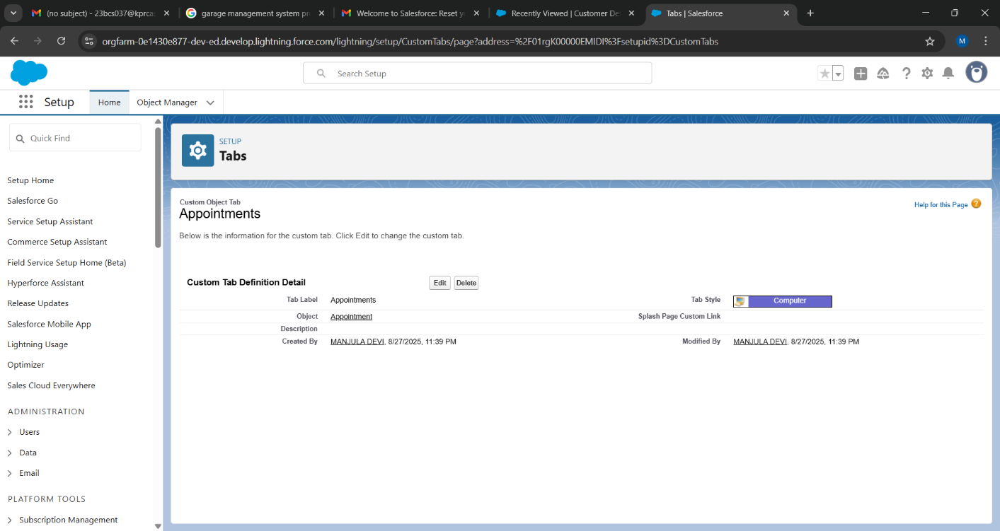 (no subject) - 23bcs037@kprcas
garage management system pr
Welcome to Salesforce: Reset yo
Recently Viewed | Customer De
Tabs | Salesforce
orgfarm-0e1430e877-dev-ed.develop.lightning.force.com/lightning/setup/CustomTabs/page?address=%2F01rgK00000EMIDI%3Fsetupid%3DCustomTabs
M
Search Setup
Setup
Home
Object Manager
Quick Find
SETUP
Tabs
Setup Home
Salesforce Go
Service Setup Assistant
Commerce Setup Assistant
Field Service Setup Home (Beta)
Hyperforce Assistant
Release Updates
Salesforce Mobile App
Lightning Usage
Optimizer
Sales Cloud Everywhere
ADMINISTRATION
Users
Data
Email
PLATFORM TOOLS
Subscription Management
Custom Object Tab
Appointments
Help for this Page
Below is the information for the custom tab. Click Edit to change the custom tab.
Custom Tab Definition Detail
Edit
Delete
Tab Label Appointments Tab Style Computer
Object Appointment Splash Page Custom Link
Description
Created By MANJULA DEVI, 8/27/2025, 11:39 PM Modified By MANJULA DEVI, 8/27/2025, 11:39 PM